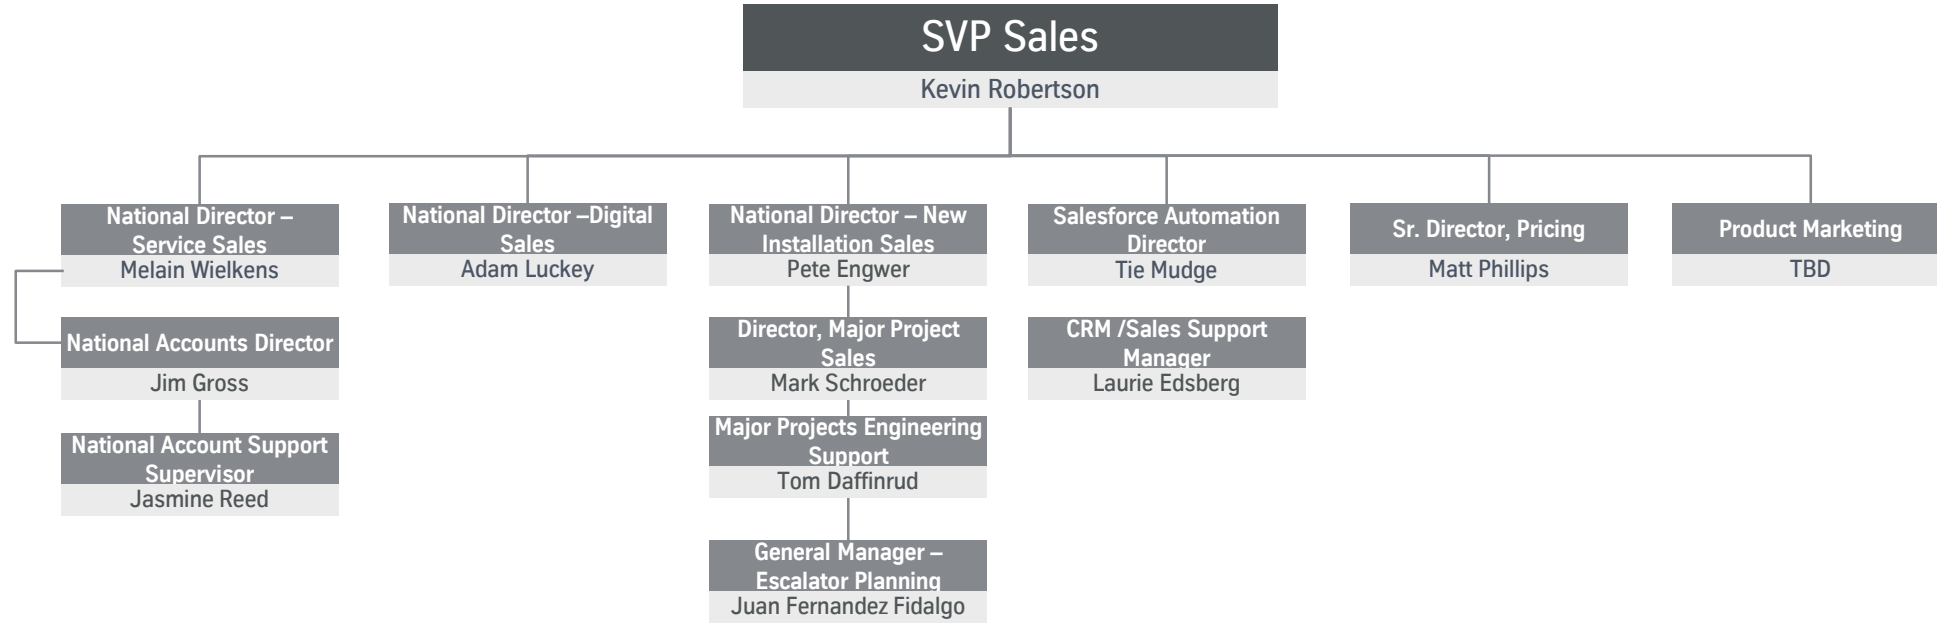 SVP Sales
Kevin Robertson
National Director –
Service Sales
Melain Wielkens
National Director –Digital
Sales
Adam Luckey
National Director – New
Installation Sales
Pete Engwer
Salesforce Automation
Director
Tie Mudge
Sr. Director, Pricing
Matt Phillips
Product Marketing
TBD
National Accounts Director
Jim Gross
Director, Major Project
Sales
Mark Schroeder
CRM /Sales Support
Manager
Laurie Edsberg
National Account Support
Supervisor
Jasmine Reed
Major Projects Engineering
Support
Tom Daffinrud
General Manager –
Escalator Planning
Juan Fernandez Fidalgo